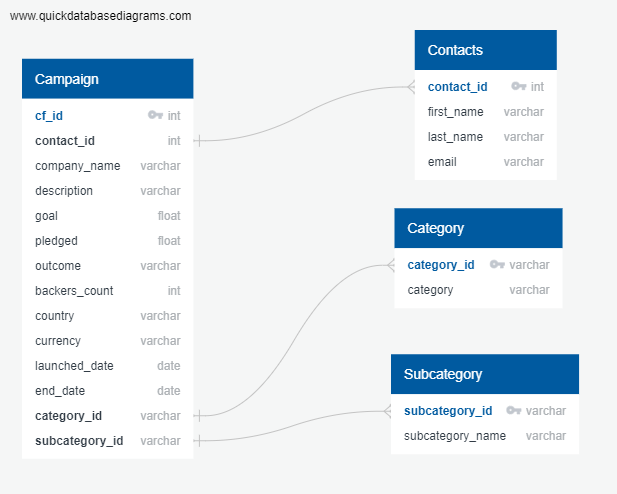 www.quickdatabasediagrams.com
Campaign
cf_id int
contact_id int
company_name varchar
description varchar
goal float
pledged float
outcome varchar
backers_count int
country varchar
currency varchar
launched_date date
end_date date
category_id varchar
subcategory_id varchar
Contacts
contact_id int
first_name varchar
last_name varchar
email varchar
Category
category_id varchar
category varchar
Subcategory
subcategory_id varchar
subcategory_name varchar